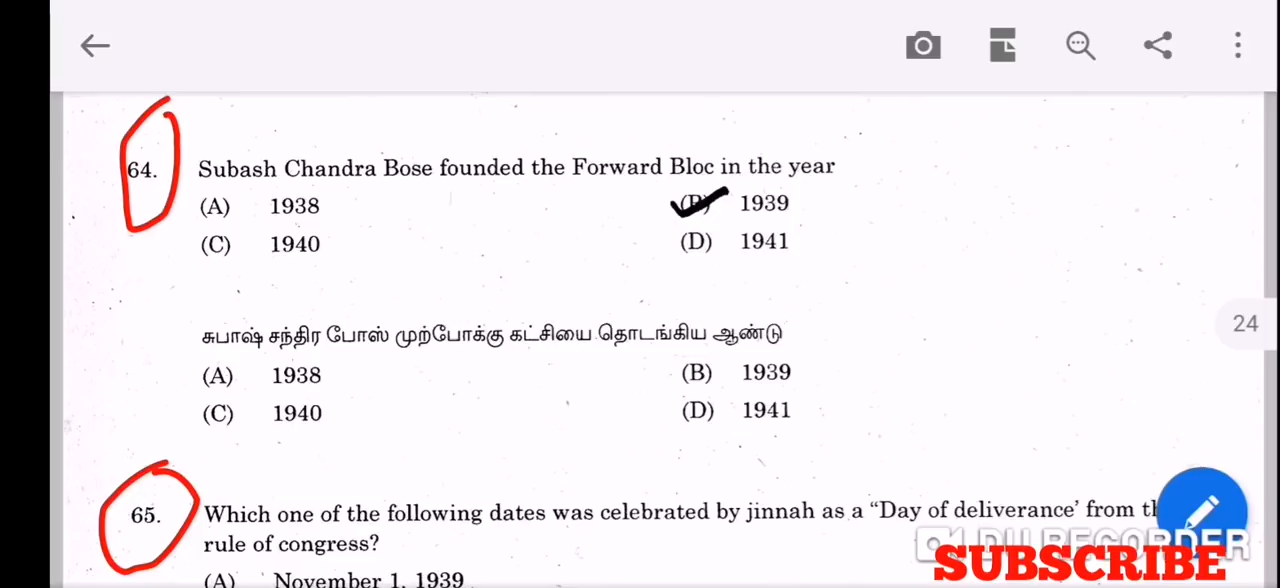 64. Subash Chandra Bose founded the Forward Bloc in the year
(A) 1938 (B) 1939
(C) 1940 (D) 1941
24
சுபாஷ் சந்திர போஸ் முற்போக்கு கட்சியை தொடங்கிய ஆண்டு
(A) 1938 (B) 1939
(C) 1940 (D) 1941
65. Which one of the following dates was celebrated by jinnah as a “Day of deliverance’ from
rule of congress?
RECORDER
SUBSCRIBE
(A) November 1, 1939